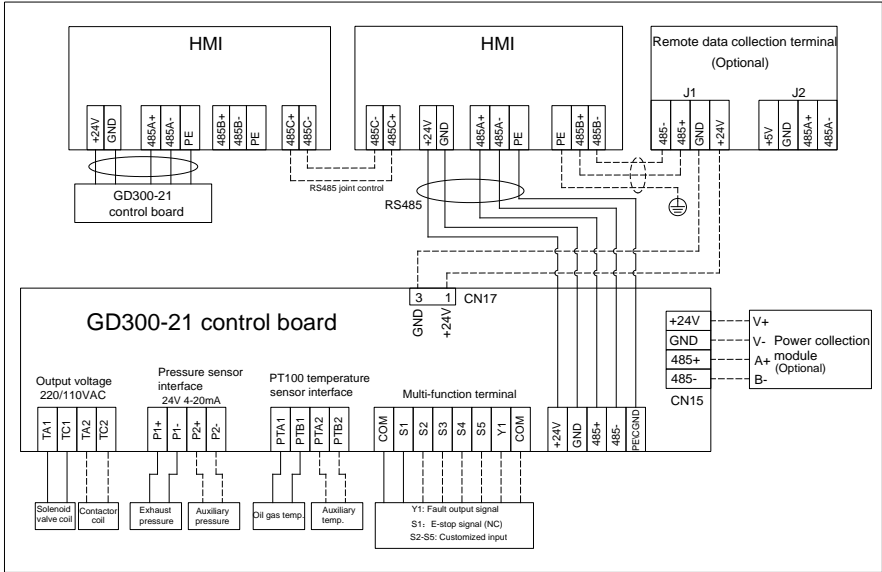 HMI
+24V
GND
485A+
485A-
PE
485B+
485B-
PE
485C+
485C-
GD300-21
control board
RS485 joint control
HMI
485C-
485C+
+24V
GND
485A+
485A-
PE
PE
485B+
485B-
RS485
Remote data collection terminal
(Optional)
J1
J2
485-
485+
GND
+24V
+5V
GND
485A+
485A-
GD300-21 control board
3
1
CN17
GND
+24V
+24V
GND
485+
485-
CN15
V+
V-
A+
B-
Power collection
module
(Optional)
Output voltage
220/110VAC
TA1
TC1
TA2
TC2
Solenoid
valve coil
Contactor
coil
Pressure sensor
interface
24V 4-20mA
P1+
P1-
P2+
P2-
Exhaust
pressure
Auxiliary
pressure
PT100 temperature
sensor interface
PTA1
PTB1
PTA2
PTB2
Oil gas temp.
Auxiliary
temp.
Multi-function terminal
COM
S1
S2
S3
S4
S5
Y1
COM
Y1: Fault output signal
S1: E-stop signal (NC)
S2-S5: Customized input
+24V
GND
485+
485-
PE\CGND